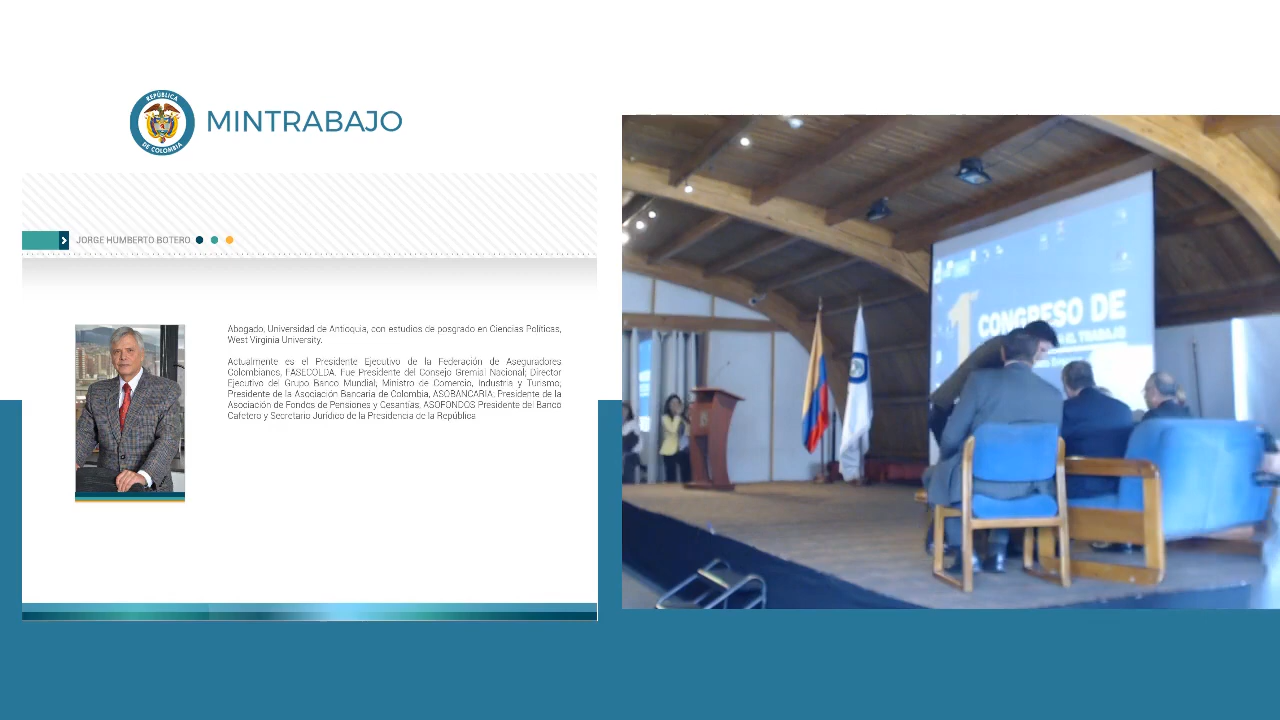 REPÚBLICA
DE COLOMBIA
MINTRABAJO
JORGE HUMBERTO BOTERO
Abogado, Universidad de Antioquia, con estudios de posgrado en Ciencias Políticas,
West Virginia University.
Actualmente es el Presidente Ejecutivo de la Federación de Aseguradores
Colombianos, FASECOLDA. Fue Presidente del Consejo Gremial Nacional; Director
Ejecutivo del Grupo Banco Mundial; Ministro de Comercio, Industria y Turismo;
Presidente de la Asociación Bancaria de Colombia, ASOBANCARIA. Presidente de la
Asociación de Fondos de Pensiones y Cesantías, ASOFONDOS Presidente del Banco
Cafetero y Secretario Jurídico de la Presidencia de la República
1
CONGRESO DE
EL TRABAJO